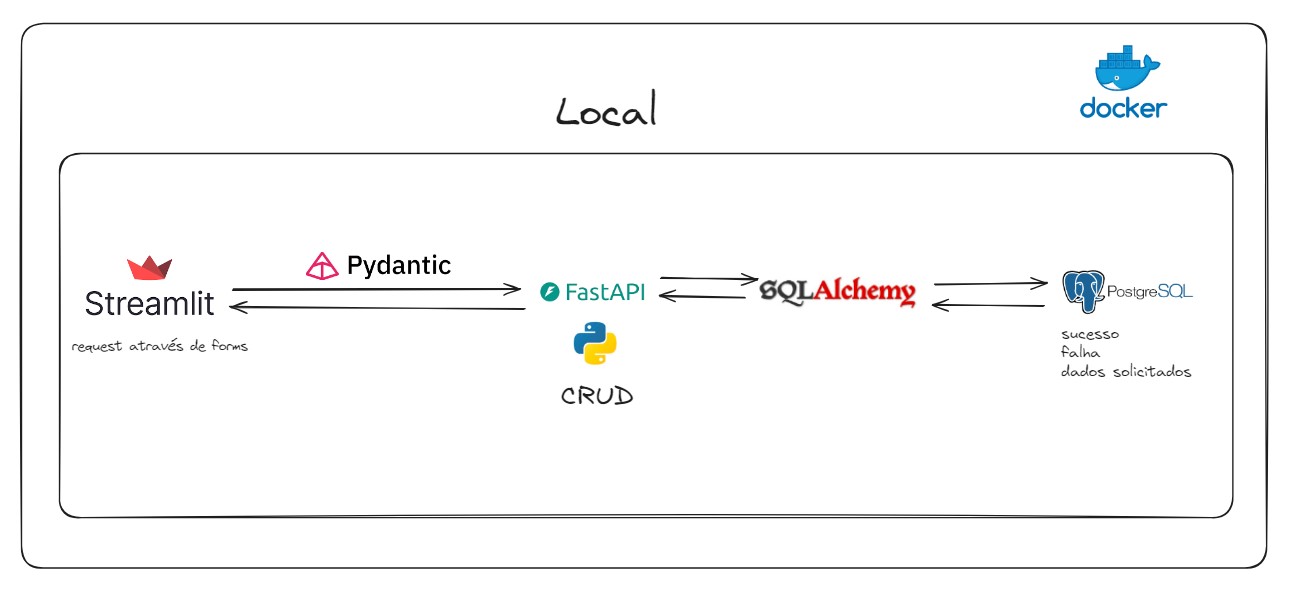 docker
Local
Pydantic
Streamlit
FastAPI
SQLAlchemy
PostgreSQL
request através de forms
sucesso
falha
dados solicitados
CRUD